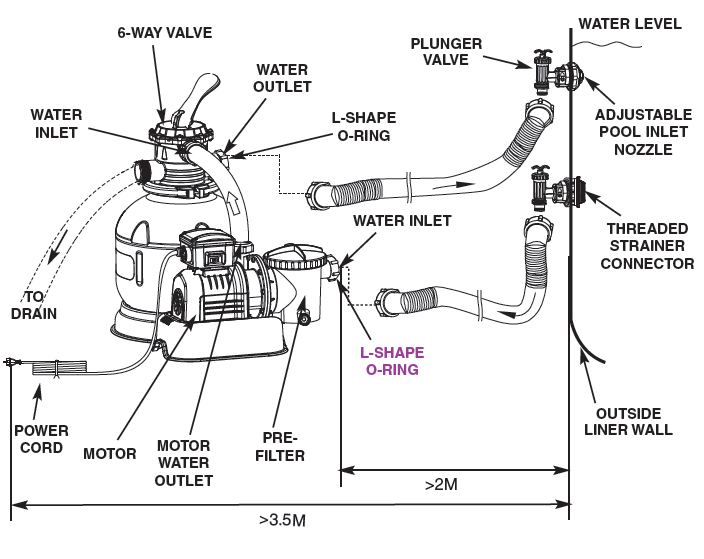 WATER LEVEL
6-WAY VALVE
PLUNGER
VALVE
WATER
OUTLET
WATER
INLET
L-SHAPE
O-RING
ADJUSTABLE
POOL INLET
NOZZLE
WATER INLET
THREADED
STRAINER
CONNECTOR
TO
DRAIN
L-SHAPE
O-RING
POWER
CORD
MOTOR
MOTOR
WATER
OUTLET
PRE-
FILTER
OUTSIDE
LINER WALL
>2M
>3.5M